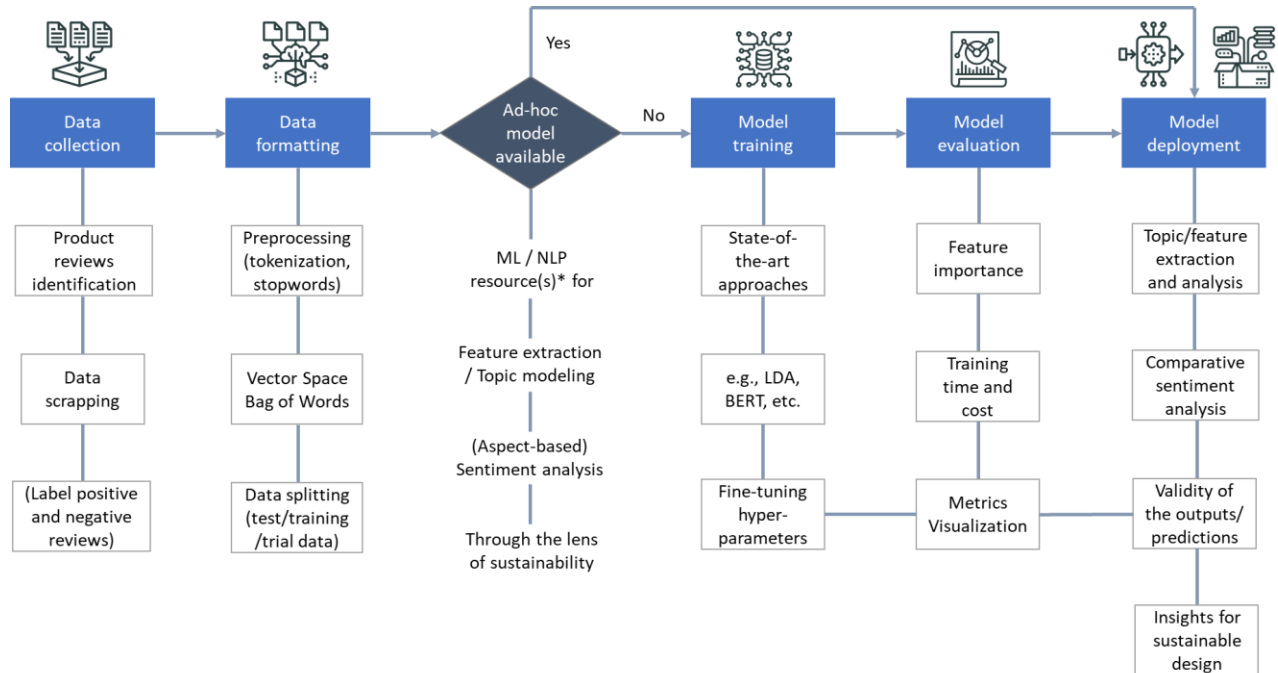 Yes
Data
collection
Data
formatting
Ad-hoc
model
available
No
Model
training
Model
evaluation
Model
deployment
Product
reviews
identification
Data
scrapping
(Label positive
and negative
reviews)
Preprocessing
(tokenization,
stopwords)
Vector Space
Bag of Words
Data splitting
(test/training
/trial data)
ML / NLP
resource(s)* for
Feature extraction
/ Topic modeling
(Aspect-based)
Sentiment analysis
Through the lens
of sustainability
State-of-
the-art
approaches
e.g., LDA,
BERT, etc.
Fine-tuning
hyper-
parameters
Feature
importance
Training
time and
cost
Metrics
Visualization
Topic/feature
extraction
and analysis
Comparative
sentiment
analysis
Validity of
the outputs/
predictions
Insights for
sustainable
design